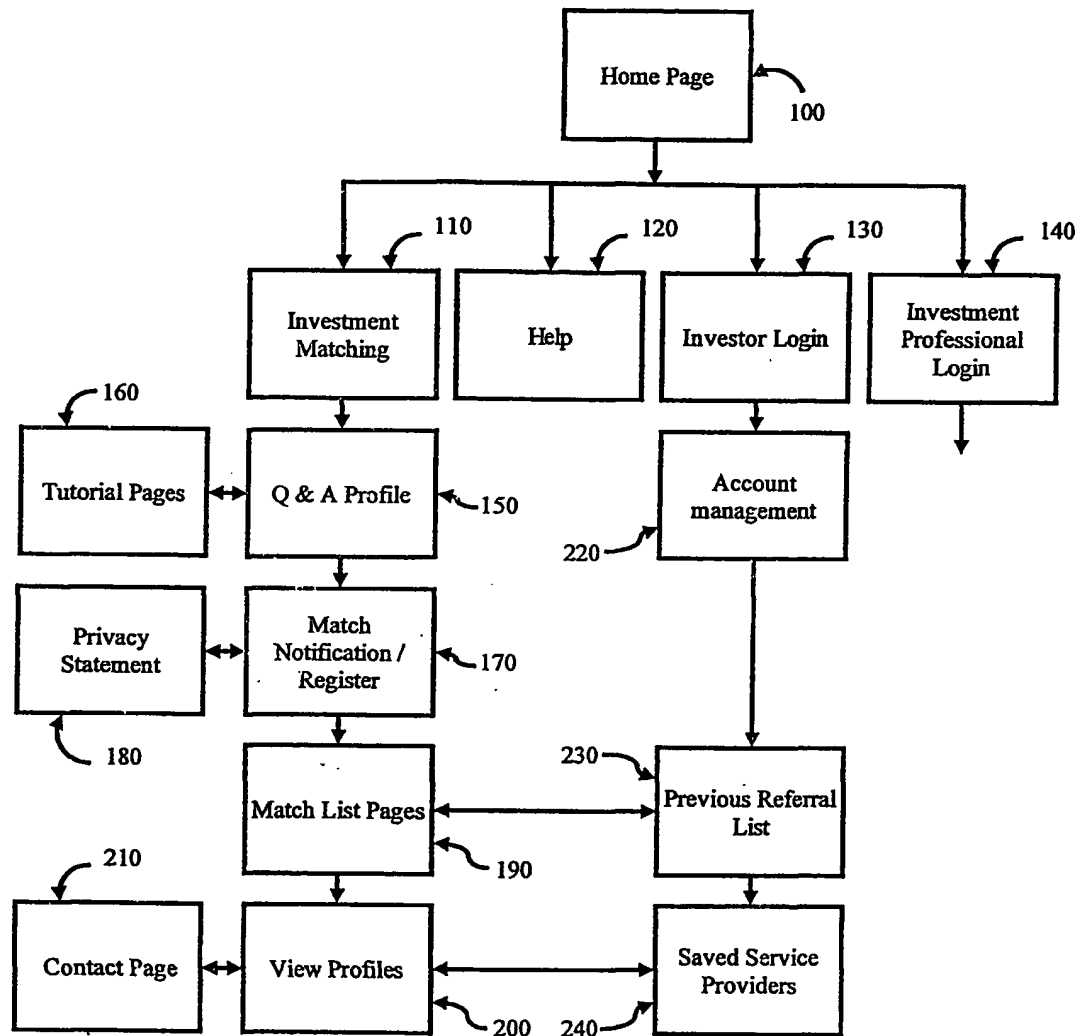 Home Page
100
110
120
130
140
Investment
Matching
Help
Investor Login
Investment
Professional
Login
160
Tutorial Pages
Q & A Profile
150
Account
management
220
Privacy
Statement
Match
Notification /
Register
170
180
230
Match List Pages
Previous Referral
List
190
210
Contact Page
View Profiles
Saved Service
Providers
200
240